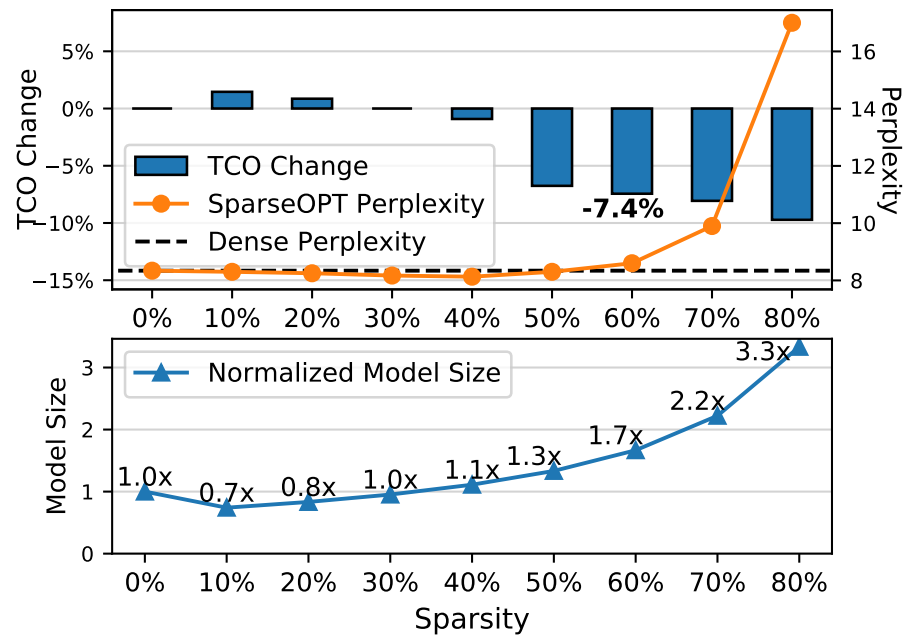 TCO Change
5%
0%
−5%
−10%
−15%
16
14
12
10
8
Perplexity
TCO Change
SparseOPT Perplexity
Dense Perplexity
-7.4%
0% 10% 20% 30% 40% 50% 60% 70% 80%
Model Size
3
2
1
0
Normalized Model Size
1.0x 0.7x 0.8x 1.0x 1.1x 1.3x 1.7x 2.2x 3.3x
0% 10% 20% 30% 40% 50% 60% 70% 80%
Sparsity